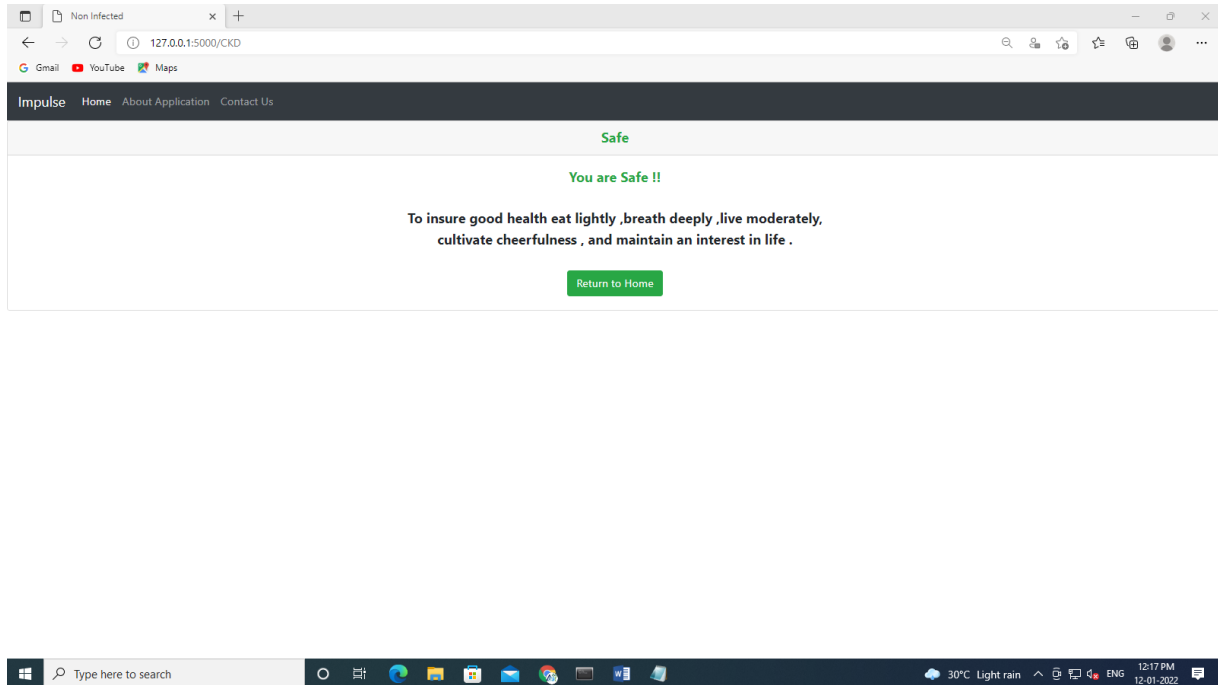 Non Infected
127.0.0.1:5000/CKD
Gmail YouTube Maps
Impulse Home About Application Contact Us
Safe
You are Safe !!
To insure good health eat lightly ,breath deeply ,live moderately,
cultivate cheerfulness , and maintain an interest in life .
Return to Home
Type here to search
30°C Light rain
ENG
12:17 PM
12-01-2022